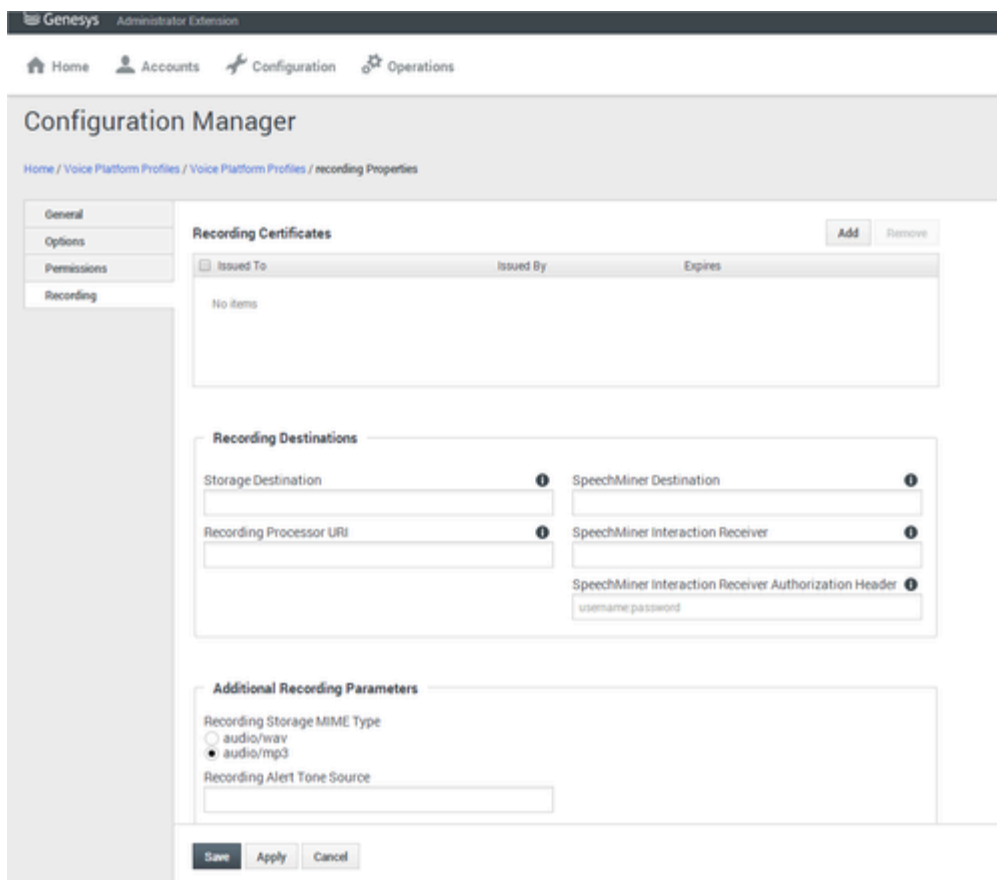 Genesys Administrator Extension
Home Accounts Configuration Operations
Configuration Manager
Home / Voice Platform Profiles / Voice Platform Profiles / recording Properties
General
Options
Permissions
Recording
Recording Certificates
Add Remove
Issued To Issued By Expires
No items
Recording Destinations
Storage Destination
SpeechMiner Destination
Recording Processor URI
SpeechMiner Interaction Receiver
SpeechMiner Interaction Receiver Authorization Header
username:password
Additional Recording Parameters
Recording Storage MIME Type
audio/wav
audio/mp3
Recording Alert Tone Source
Save Apply Cancel